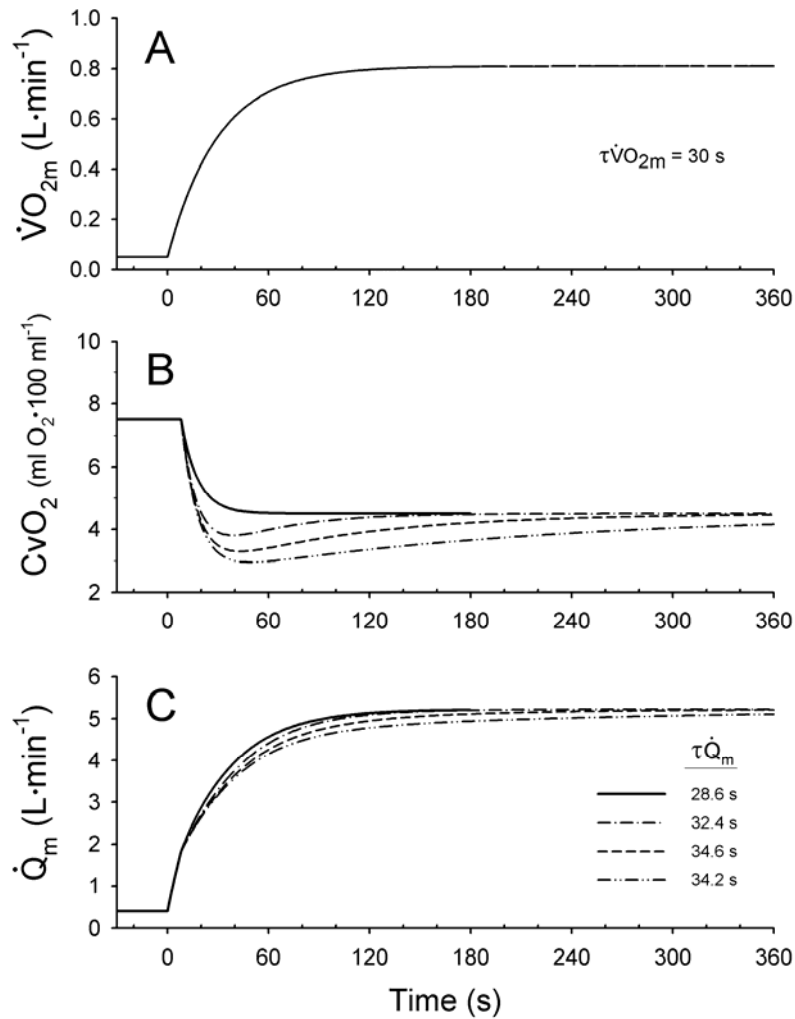 A
V̇O₂ₘ (L·min⁻¹)
1.0
0.8
0.6
0.4
0.2
0.0
τV̇O₂ₘ = 30 s
0 60 120 180 240 300 360
B
CvO₂ (ml O₂·100 ml⁻¹)
10
8
6
4
2
0 60 120 180 240 300 360
C
Q̇ₘ (L·min⁻¹)
6
5
4
3
2
1
0
τQ̇ₘ
28.6 s
32.4 s
34.6 s
34.2 s
0 60 120 180 240 300 360
Time (s)